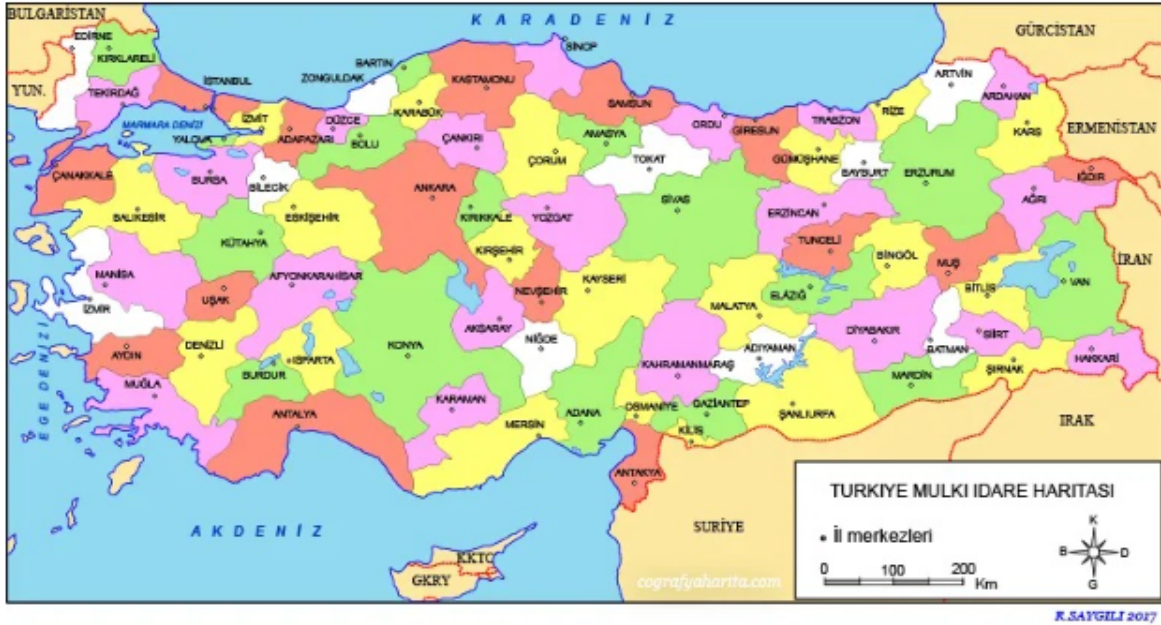 BULGARİSTAN
KARADENİZ
GÜRCİSTAN
EDİRNE
KIRKLARELİ
YUN.
TEKİRDAĞ
İSTANBUL
MARMARA DENİZİ
YALOVA
İZMİT
ADAPAZARI
DÜZCE
BOLU
ZONGULDAK
BARTIN
KARABÜK
KASTAMONU
SİNOP
ÇANKIRI
SAMSUN
AMASYA
ÇORUM
TOKAT
ORDU
GİRESUN
TRABZON
GÜMÜŞHANE
BAYBURT
RİZE
ARTVİN
ARDAHAN
KARS
ERMENİSTAN
IĞDIR
ERZURUM
AĞRI
ÇANAKKALE
BURSA
BİLECİK
BALIKESİR
ESKİŞEHİR
KÜTAHYA
ANKARA
KIRIKKALE
YOZGAT
KIRŞEHİR
SİVAS
ERZİNCAN
TUNCELİ
BİNGÖL
MUŞ
BİTLİS
VAN
İRAN
MANİSA
İZMİR
UŞAK
AFYONKARAHİSAR
AKSARAY
NEVŞEHİR
KAYSERİ
MALATYA
ELÂZIĞ
DİYABAKIR
BATMAN
SİİRT
HAKKARİ
ŞIRNAK
MARDİN
EGE DENİZİ
AYDIN
DENİZLİ
BURDUR
ISPARTA
KONYA
NİĞDE
KAHRAMANMARAŞ
ADIYAMAN
ŞANLIURFA
MUĞLA
ANTALYA
KARAMAN
MERSİN
ADANA
OSMANİYE
GAZİANTEP
KİLİS
ANTAKYA
IRAK
SURİYE
AKDENİZ
KKTC
GKRY
TURKIYE MULKI IDARE HARITASI
İl merkezleri
0 100 200
Km
K
B D
G
cografyaharita.com
R.SAYGILI 2017